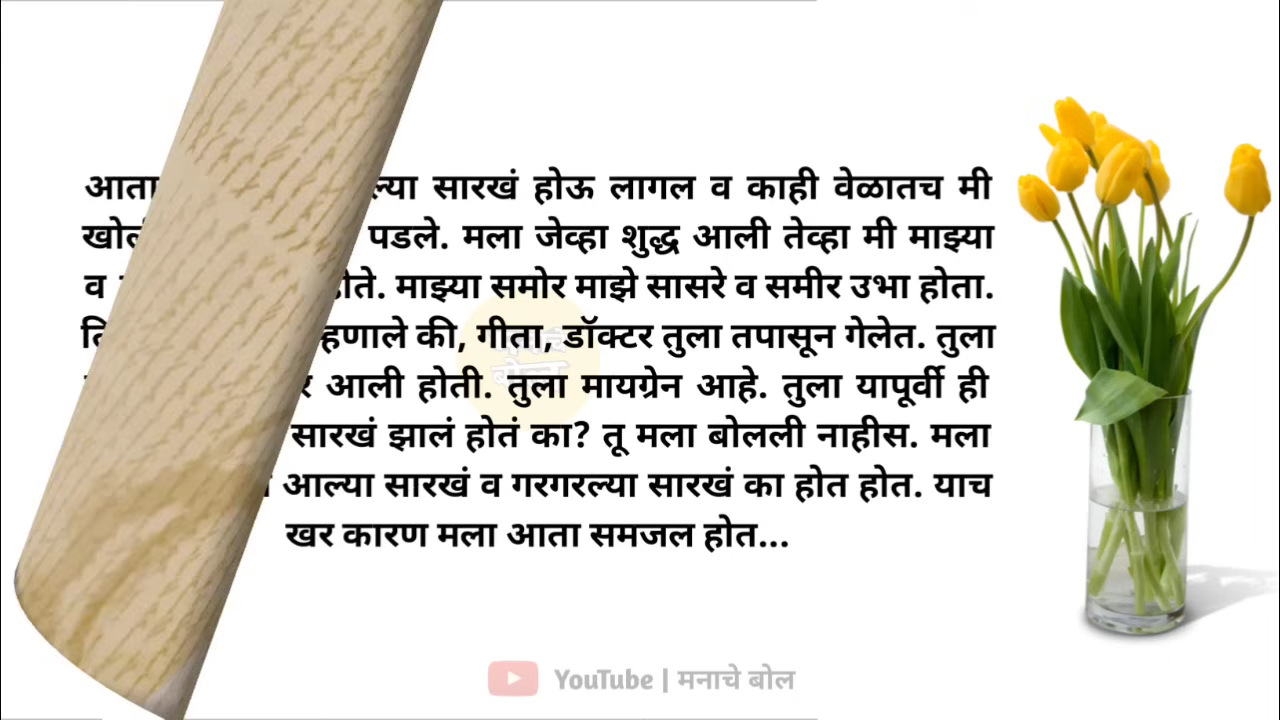 आता सारखं होऊ लागल व काही वेळातच मी
पडले. मला जेव्हा शुद्ध आली तेव्हा मी माझ्या
व माझ्या समोर माझे सासरे व समीर उभा होता.
की, गीता, डॉक्टर तुला तपासून गेलेत. तुला
आली होती. तुला मायग्रेन आहे. तुला यापूर्वी ही
सारखं झालं होतं का? तू मला बोलली नाहीस. मला
आल्या सारखं व गरगरल्या सारखं का होत होत. याच
खर कारण मला आता समजल होत...
YouTube | मनाचे बोल